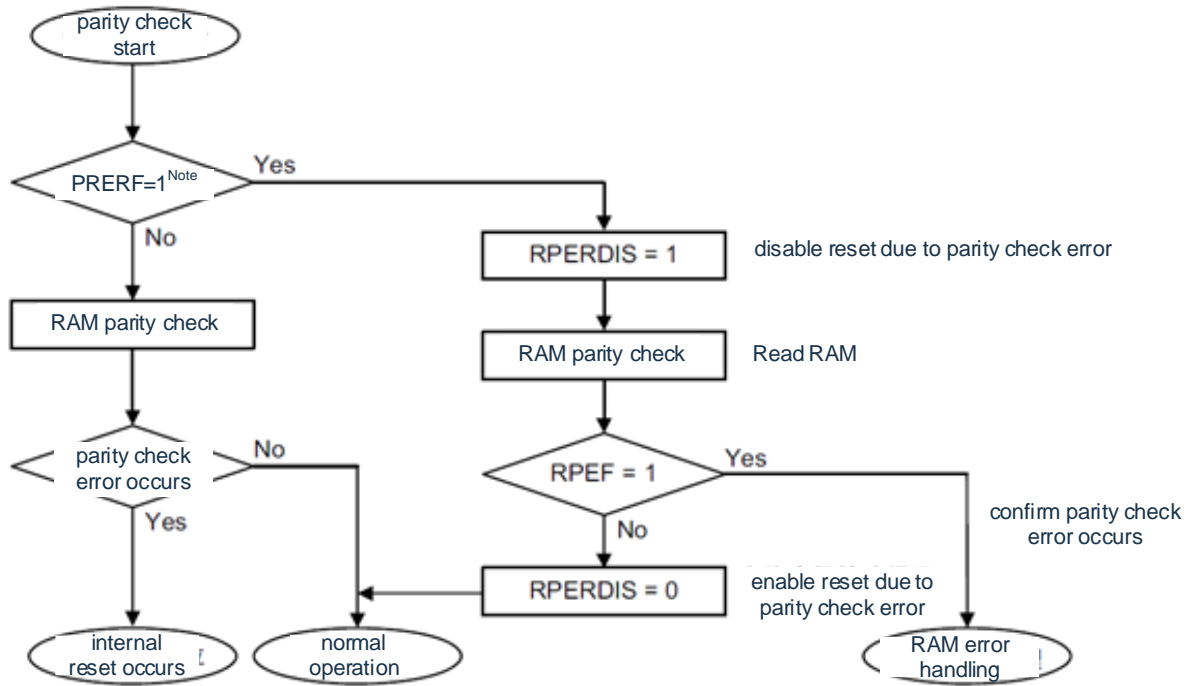 parity check
start
PRERF=1Note
Yes
No
RPERDIS = 1
disable reset due to parity check error
RAM parity check
RAM parity check
Read RAM
parity check
error occurs
No
Yes
RPEF = 1
Yes
No
confirm parity check
error occurs
RPERDIS = 0
enable reset due to
parity check error
internal
reset occurs
normal
operation
RAM error
handling